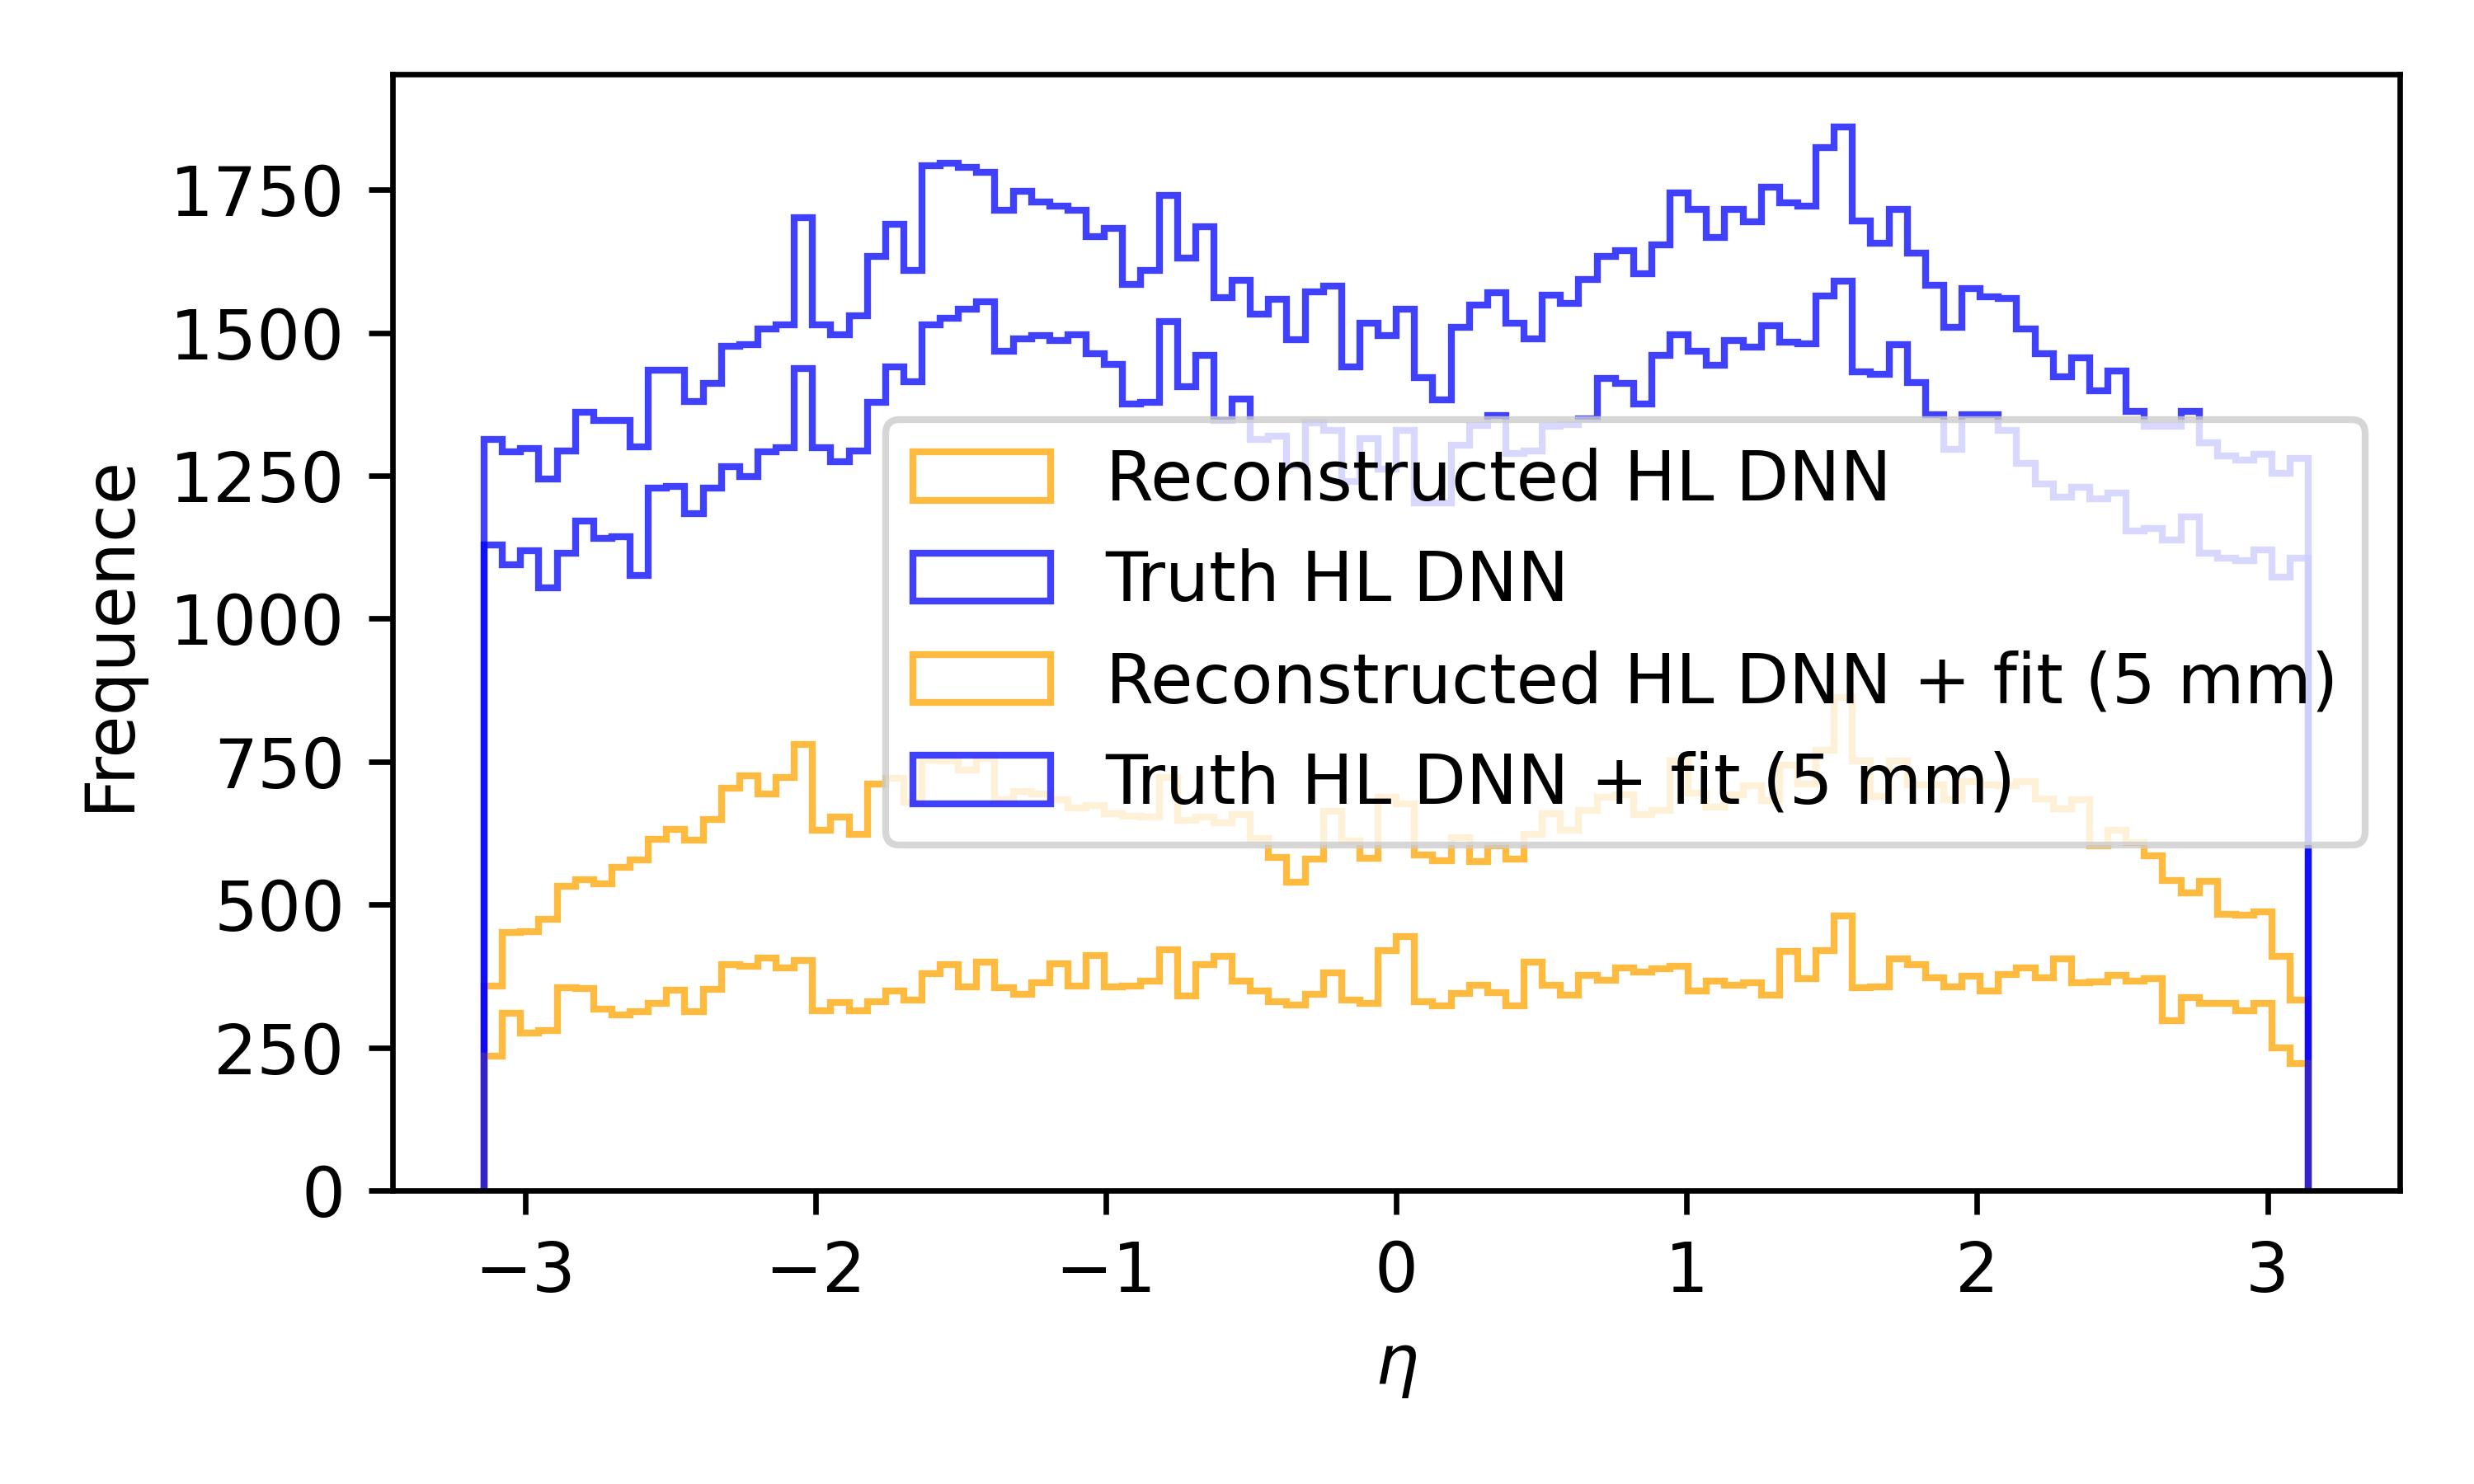 Frequence
1750
1500
1250
1000
750
500
250
0
Reconstructed HL DNN
Truth HL DNN
Reconstructed HL DNN + fit (5 mm)
Truth HL DNN + fit (5 mm)
−3 −2 −1 0 1 2 3
η